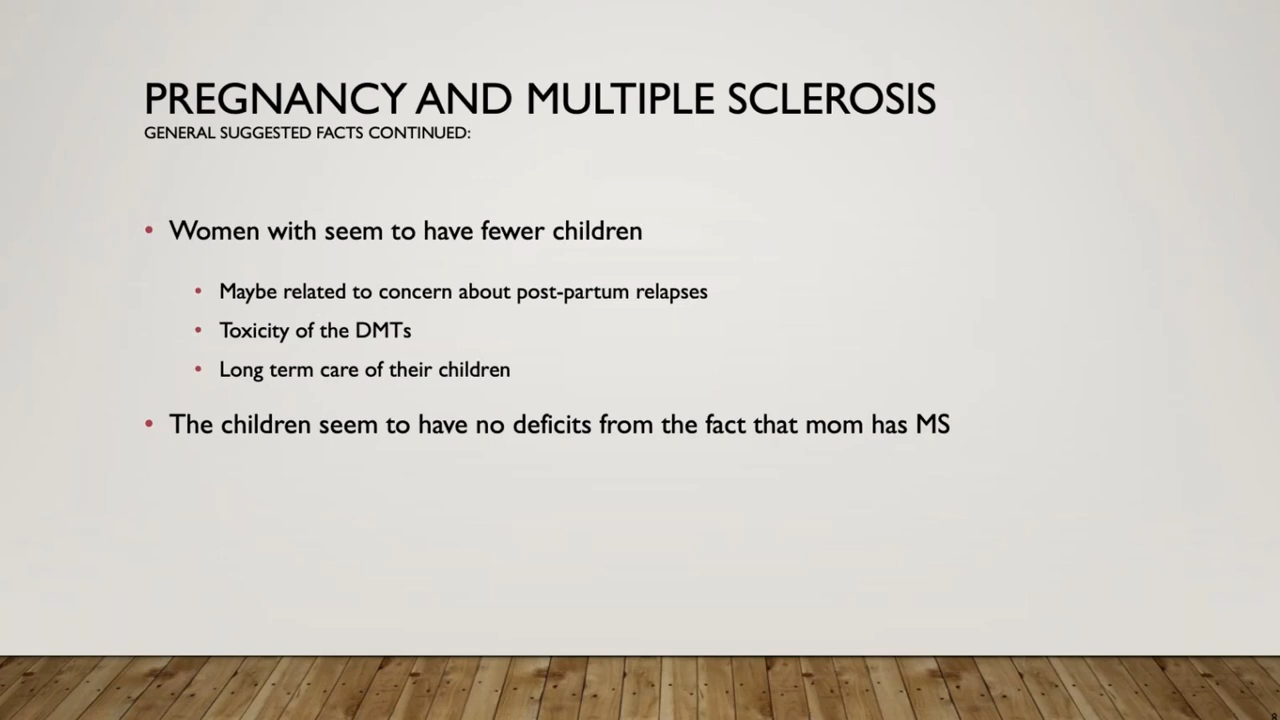 PREGNANCY AND MULTIPLE SCLEROSIS
GENERAL SUGGESTED FACTS CONTINUED:
• Women with seem to have fewer children
• Maybe related to concern about post-partum relapses
• Toxicity of the DMTs
• Long term care of their children
• The children seem to have no deficits from the fact that mom has MS